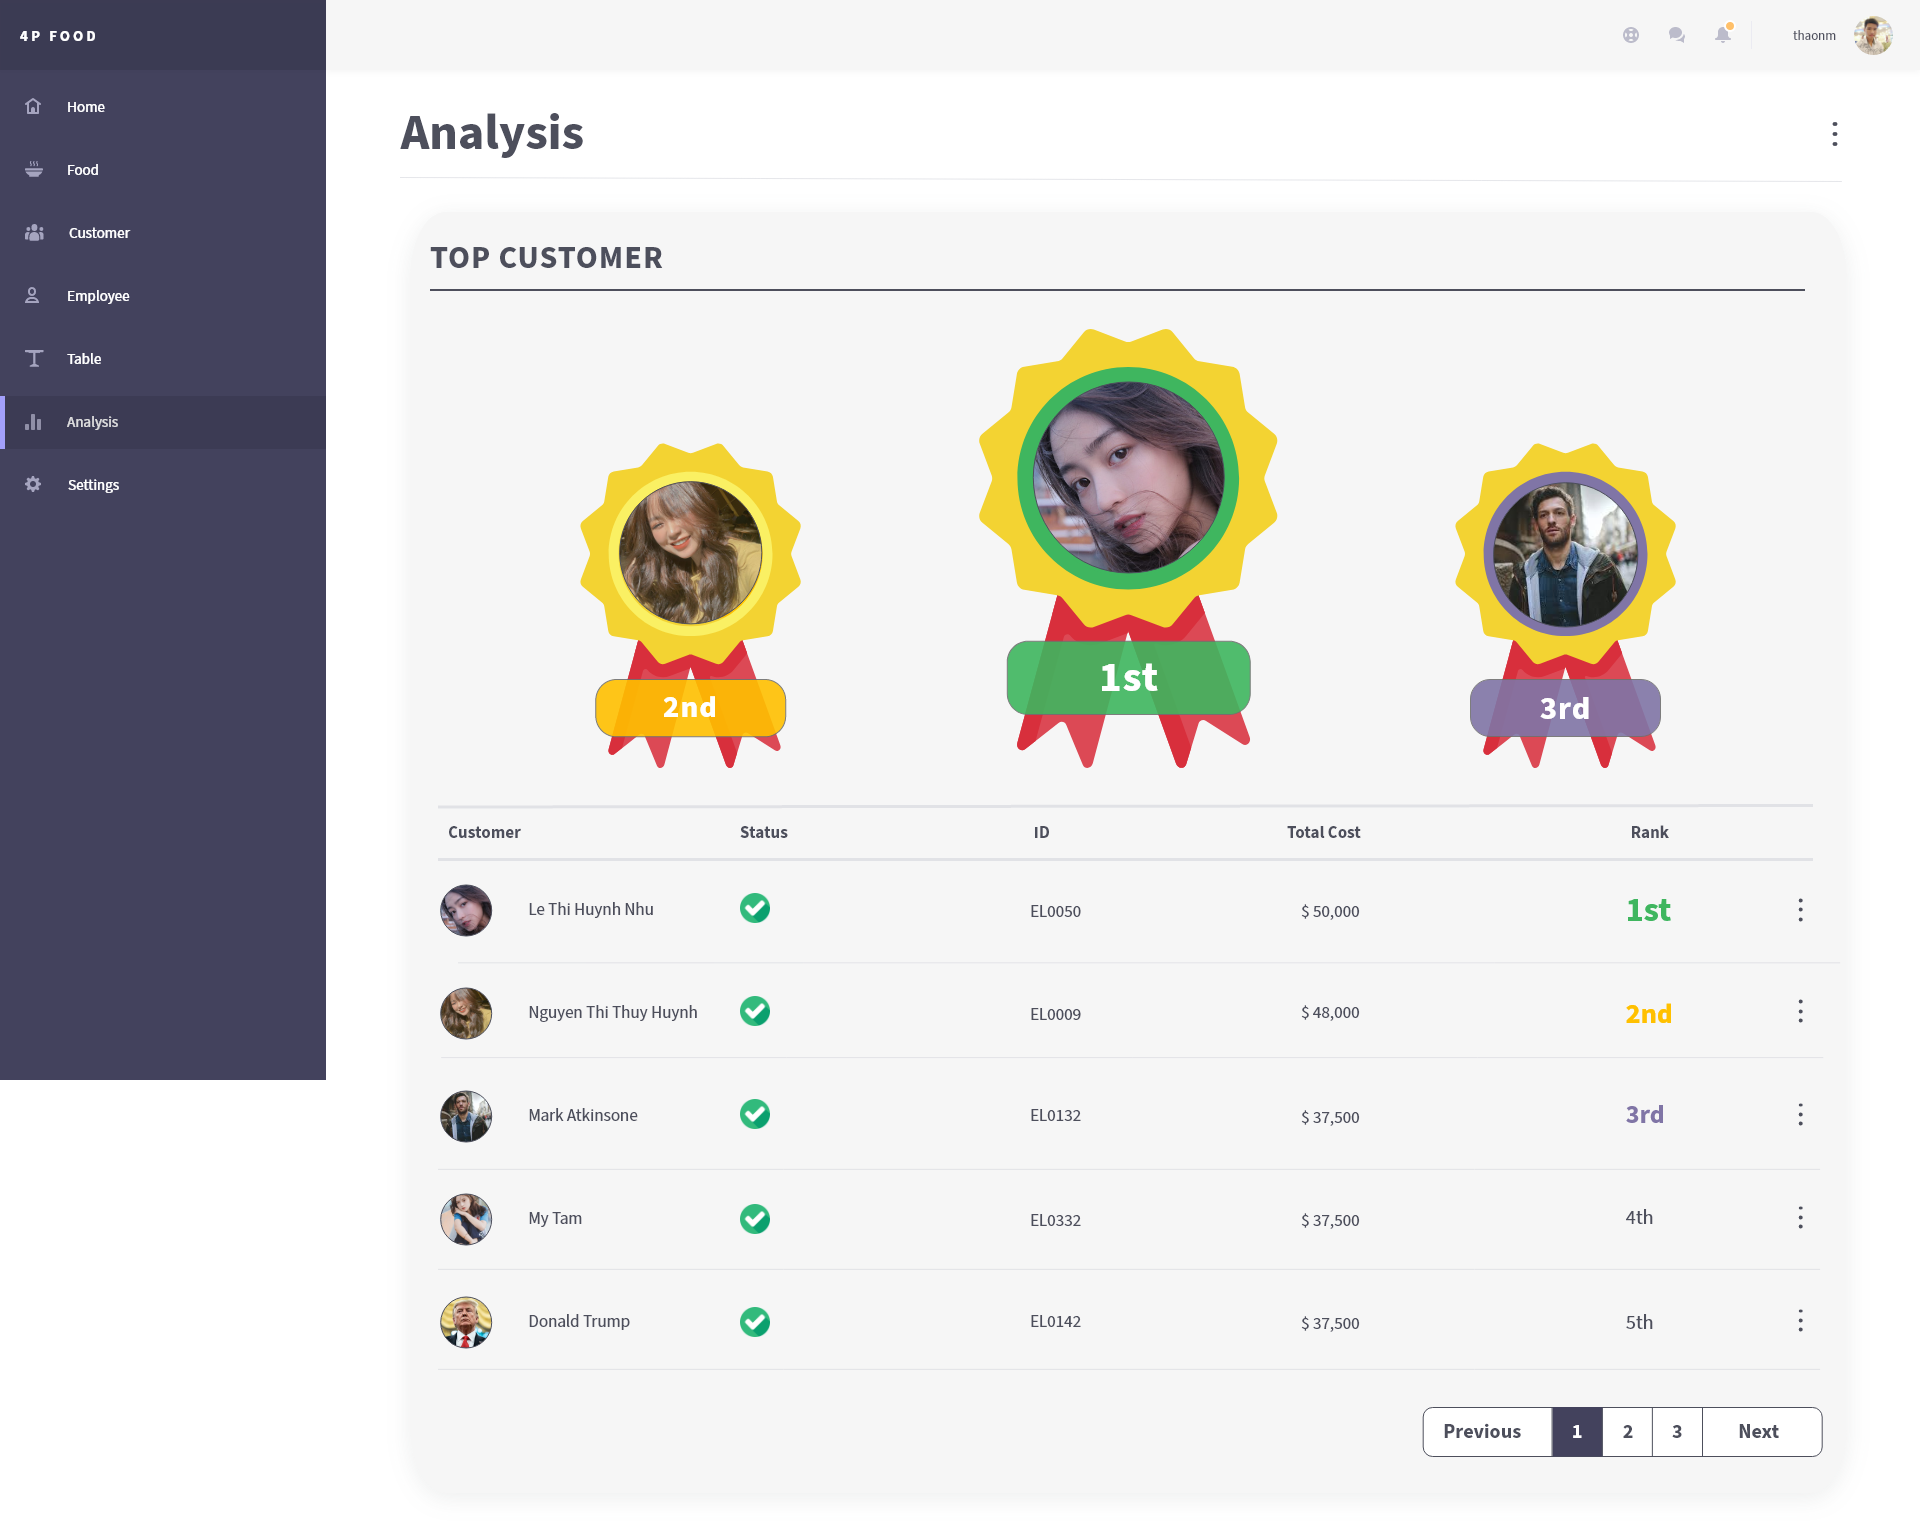 4P FOOD
thaonm
Home
Food
Customer
Employee
Table
Analysis
Settings
Analysis
TOP CUSTOMER
1st
2nd
3rd
Customer Status ID Total Cost Rank
Le Thi Huynh Nhu EL0050 $ 50,000 1st
Nguyen Thi Thuy Huynh EL0009 $ 48,000 2nd
Mark Atkinsone EL0132 $ 37,500 3rd
My Tam EL0332 $ 37,500 4th
Donald Trump EL0142 $ 37,500 5th
Previous 1 2 3 Next